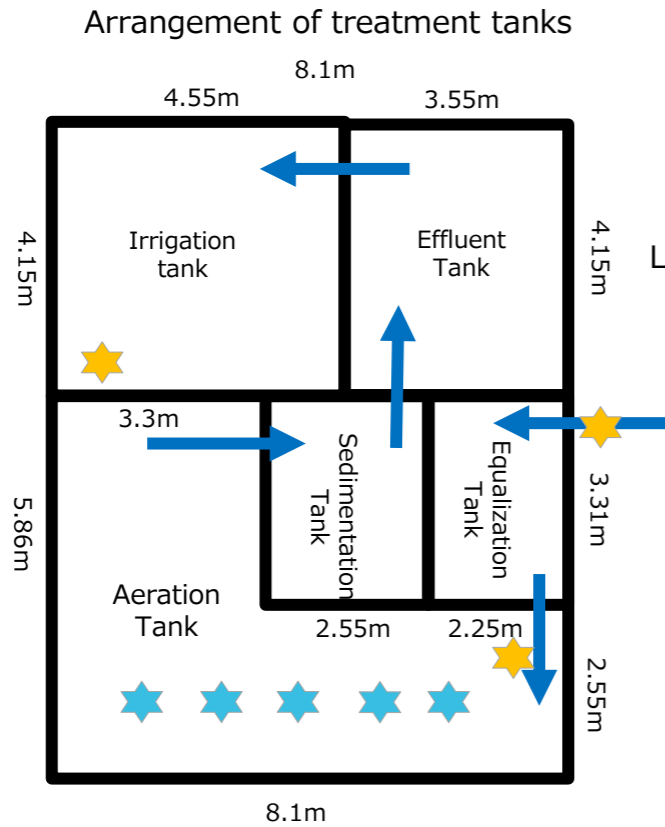 Arrangement of treatment tanks
8.1m
4.55m
3.55m
4.15m
Irrigation
tank
Effluent
Tank
4.15m
L
3.3m
Sedimentation
Tank
Equalization
Tank
3.31m
5.86m
Aeration
Tank
2.55m
2.25m
2.55m
8.1m